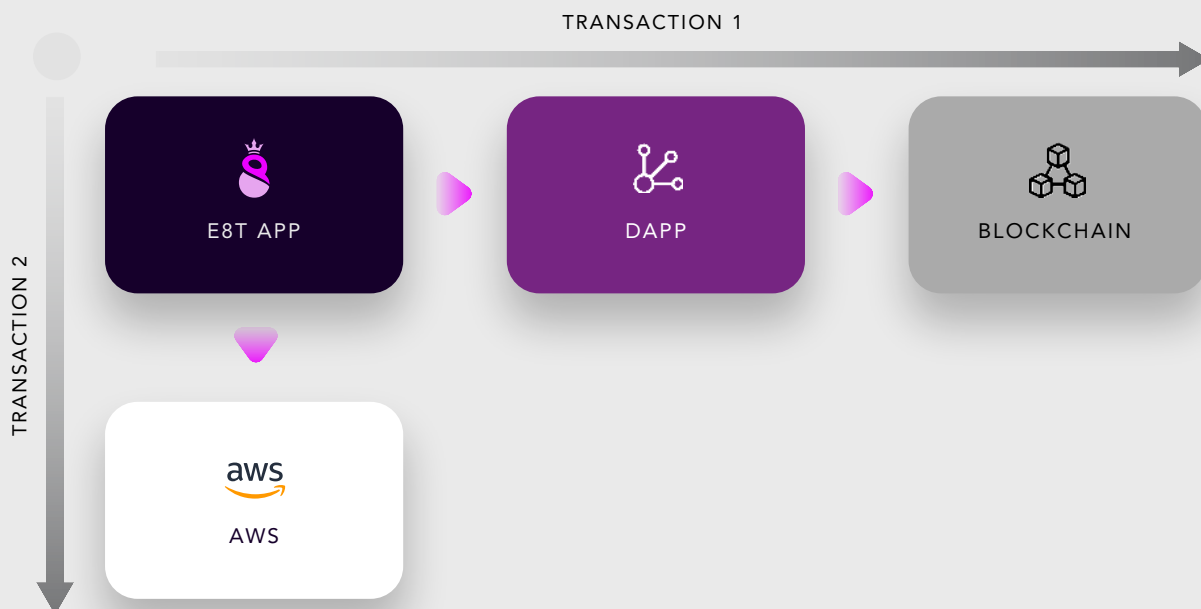 TRANSACTION 1
TRANSACTION 2
E8T APP
DAPP
BLOCKCHAIN
aws
AWS